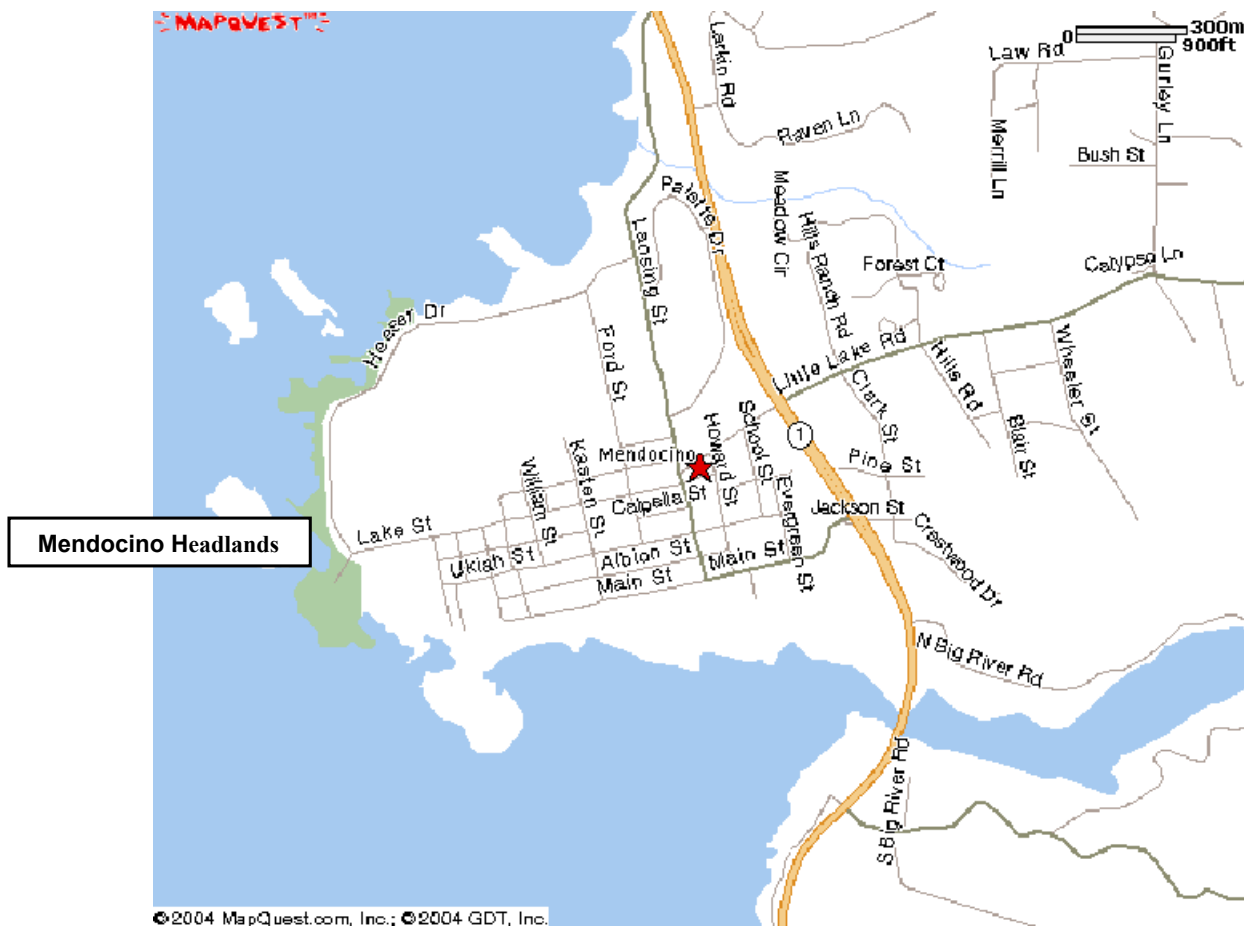 MAPQUEST™
0 300m
900ft
Larkin Rd
Law Rd
Gurley Ln
Raven Ln
Merrill Ln
Bush St
Palette Dr
Meadow Cir
Lansing St
Hills Ranch Rd
Forest Ct
Calypso Ln
Heeser Dr
Ford St
Little Lake Rd
Wheeler St
Hills Rd
Clark St
Blair St
School St
Howard St
1
Mendocino
Kasten St
William St
Pine St
Calpella St
Evergreen St
Jackson St
Lake St
Mendocino Headlands
Ukiah St
Albion St
Main St
Main St
Crestwood Dr
N Big River Rd
S Big River Rd
©2004 MapQuest.com, Inc.; ©2004 GDT, Inc.